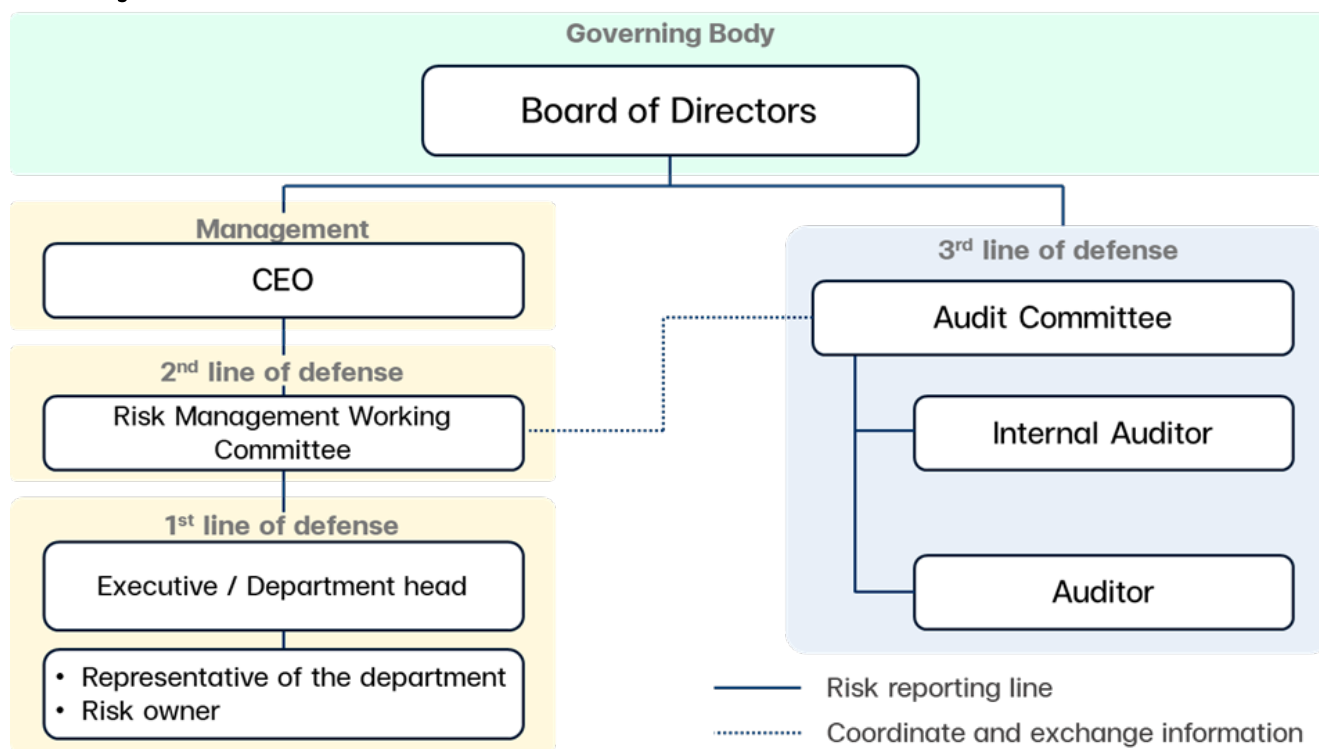 Governing Body
Board of Directors
Management
CEO
2nd line of defense
Risk Management Working
Committee
1st line of defense
Executive / Department head
• Representative of the department
• Risk owner
3rd line of defense
Audit Committee
Internal Auditor
Auditor
Risk reporting line
Coordinate and exchange information